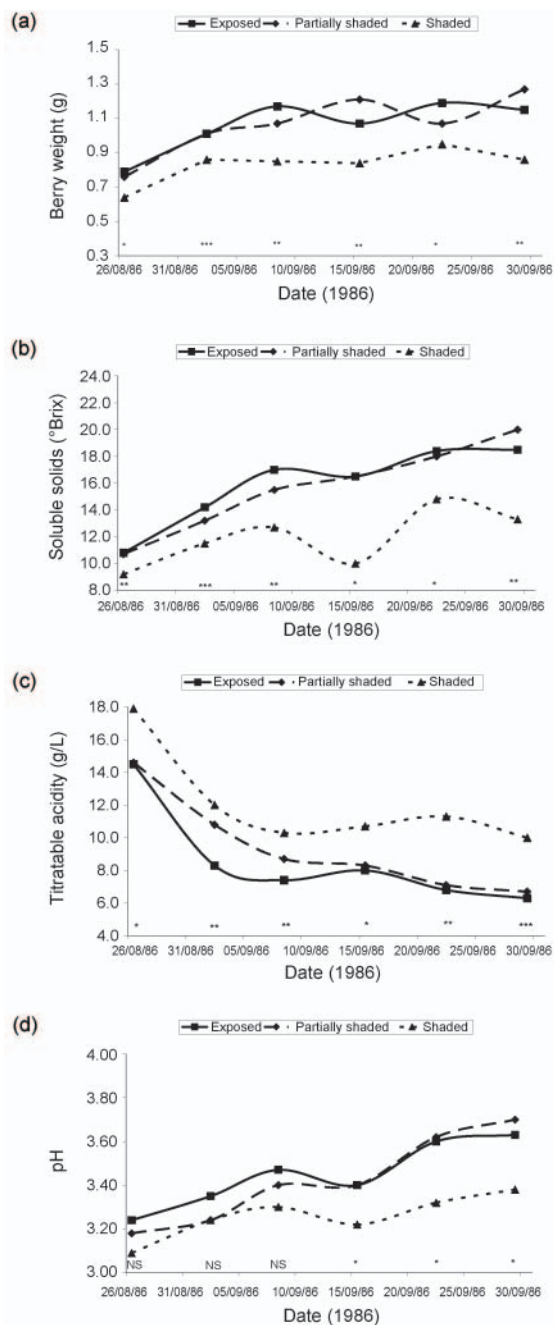 (a)
Exposed Partially shaded Shaded
1.5
1.3
1.1
0.9
0.7
0.5
0.3
Berry weight (g)
* *** ** ** * **
26/08/86 31/08/86 05/09/86 10/09/86 15/09/86 20/09/86 25/09/86 30/09/86
Date (1986)
(b)
Exposed Partially shaded Shaded
24.0
22.0
20.0
18.0
16.0
14.0
12.0
10.0
8.0
Soluble solids (°Brix)
** *** ** * * **
26/08/86 31/08/86 05/09/86 10/09/86 15/09/86 20/09/86 25/09/86 30/09/86
Date (1986)
(c)
Exposed Partially shaded Shaded
18.0
16.0
14.0
12.0
10.0
8.0
6.0
4.0
Titratable acidity (g/L)
* ** ** * ** ***
26/08/86 31/08/86 05/09/86 10/09/86 15/09/86 20/09/86 25/09/86 30/09/86
Date (1986)
(d)
Exposed Partially shaded Shaded
4.00
3.80
3.60
3.40
3.20
3.00
pH
NS NS NS * * *
26/08/86 31/08/86 05/09/86 10/09/86 15/09/86 20/09/86 25/09/86 30/09/86
Date (1986)